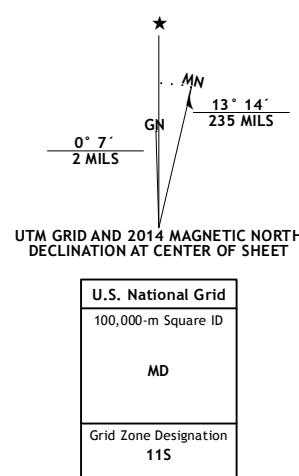 ★
MN
GN
13° 14´
235 MILS
0° 7´
2 MILS
UTM GRID AND 2014 MAGNETIC NORTH
DECLINATION AT CENTER OF SHEET
U.S. National Grid
100,000-m Square ID
MD
Grid Zone Designation
11S